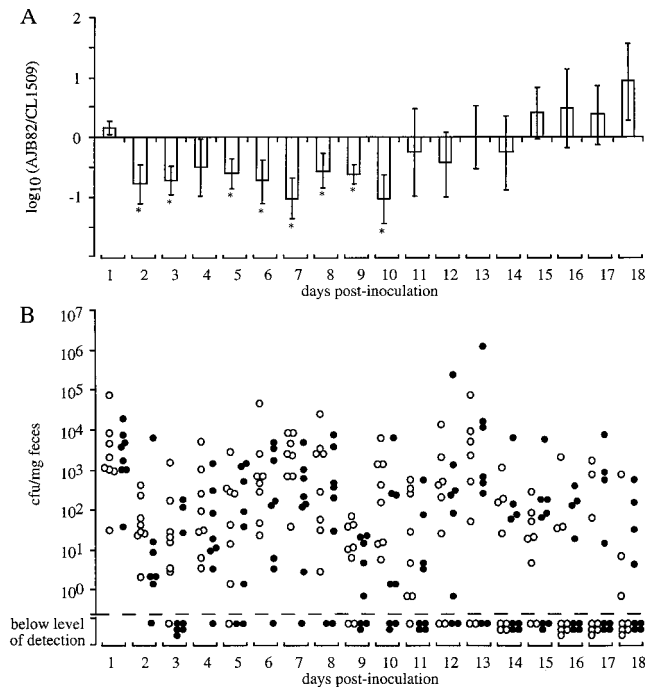 A
log10 (AJB82/CL1509)
2
1
0
-1
* * * * * * * *
1 2 3 4 5 6 7 8 9 10 11 12 13 14 15 16 17 18
days post-inoculation
B
cfu/mg feces
10^7
10^6
10^5
10^4
10^3
10^2
10^1
10^0
below level
of detection
1 2 3 4 5 6 7 8 9 10 11 12 13 14 15 16 17 18
days post-inoculation